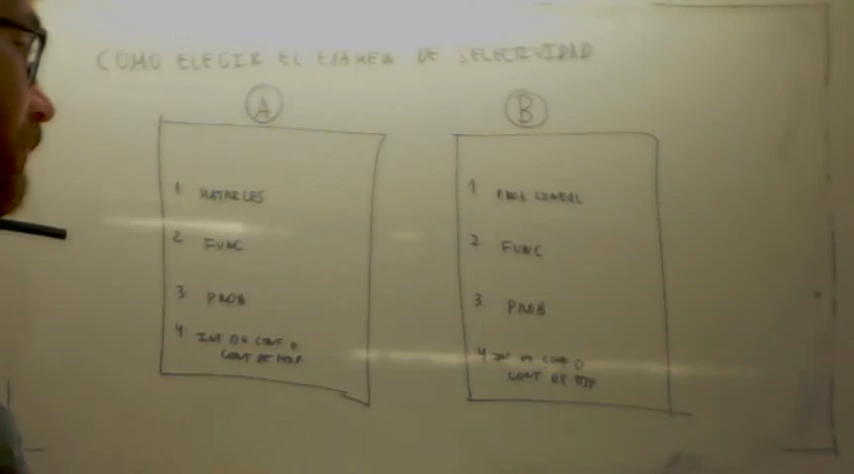 COMO ELEGIR EL EXAMEN DE SELECTIVIDAD
A
1 MATRICES
2 FUNC
3 PROB
4 INT DE CONF O
CONT DE HIP
B
1 PROG LINEAL
2 FUNC
3 PROB
4 INT DE CONF O
CONT DE HIP